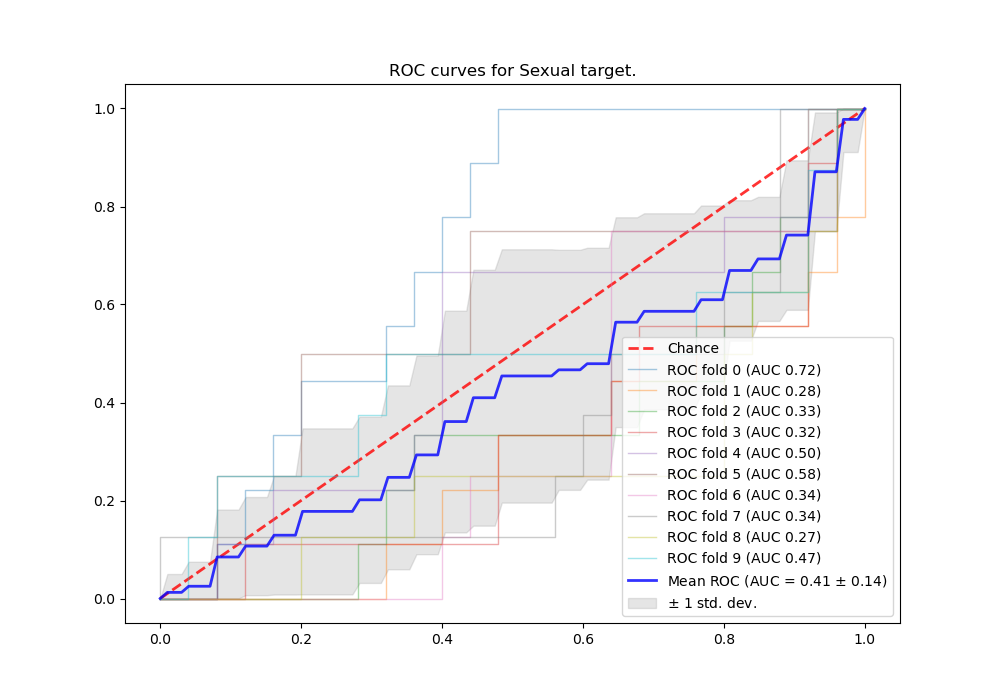 ROC curves for Sexual target.
1.0
0.8
0.6
0.4
0.2
0.0
0.0 0.2 0.4 0.6 0.8 1.0
Chance
ROC fold 0 (AUC 0.72)
ROC fold 1 (AUC 0.28)
ROC fold 2 (AUC 0.33)
ROC fold 3 (AUC 0.32)
ROC fold 4 (AUC 0.50)
ROC fold 5 (AUC 0.58)
ROC fold 6 (AUC 0.34)
ROC fold 7 (AUC 0.34)
ROC fold 8 (AUC 0.27)
ROC fold 9 (AUC 0.47)
Mean ROC (AUC = 0.41 ± 0.14)
± 1 std. dev.